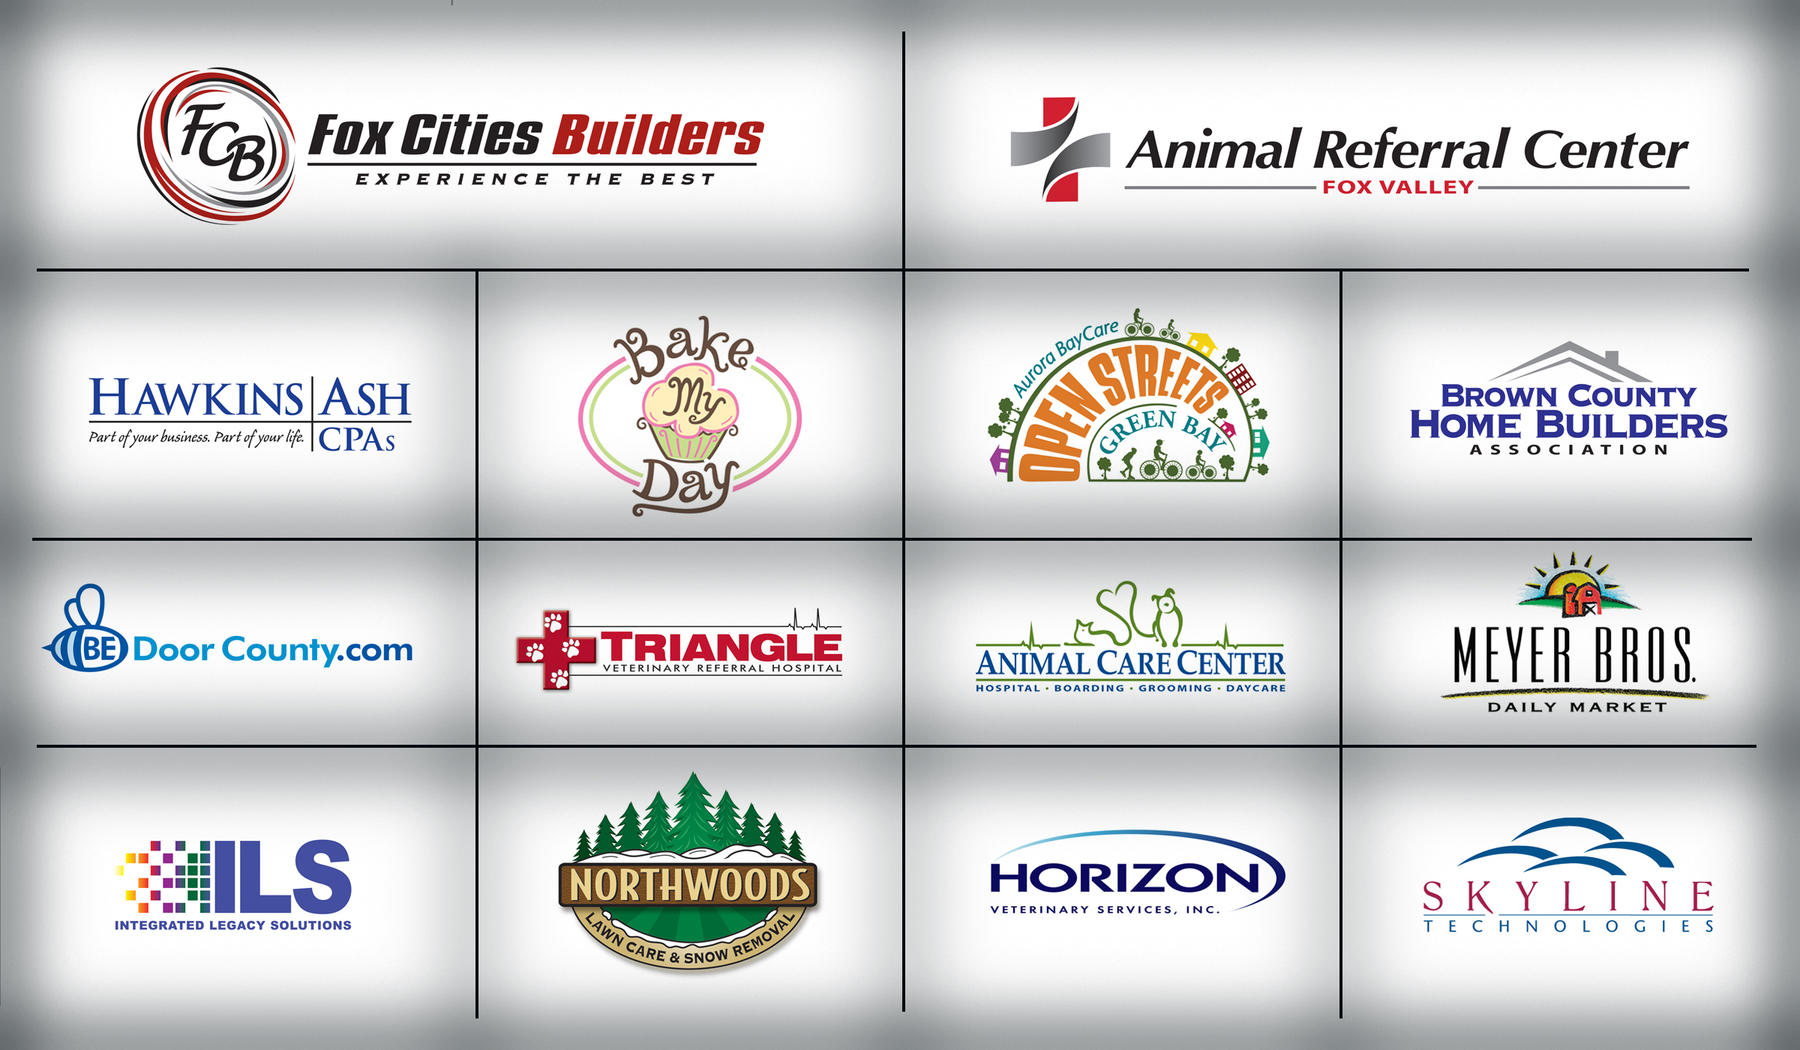 FCB
Fox Cities Builders
EXPERIENCE THE BEST
Animal Referral Center
FOX VALLEY
HAWKINS ASH
Part of your business. Part of your life.
CPAs
Bake
My
Day
Aurora BayCare
OPEN STREETS
GREEN BAY
BROWN COUNTY
HOME BUILDERS
ASSOCIATION
BE Door County.com
TRIANGLE
VETERINARY REFERRAL HOSPITAL
ANIMAL CARE CENTER
HOSPITAL · BOARDING · GROOMING · DAYCARE
MEYER BROS.
DAILY MARKET
ILS
INTEGRATED LEGACY SOLUTIONS
NORTHWOODS
LAWN CARE & SNOW REMOVAL
HORIZON
VETERINARY SERVICES, INC.
SKYLINE
TECHNOLOGIES